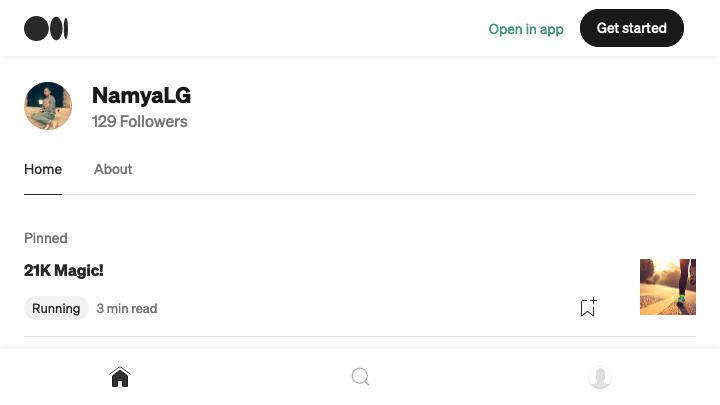 Open in app
Get started
NamyaLG
129 Followers
Home
About
Pinned
21K Magic!
Running
3 min read